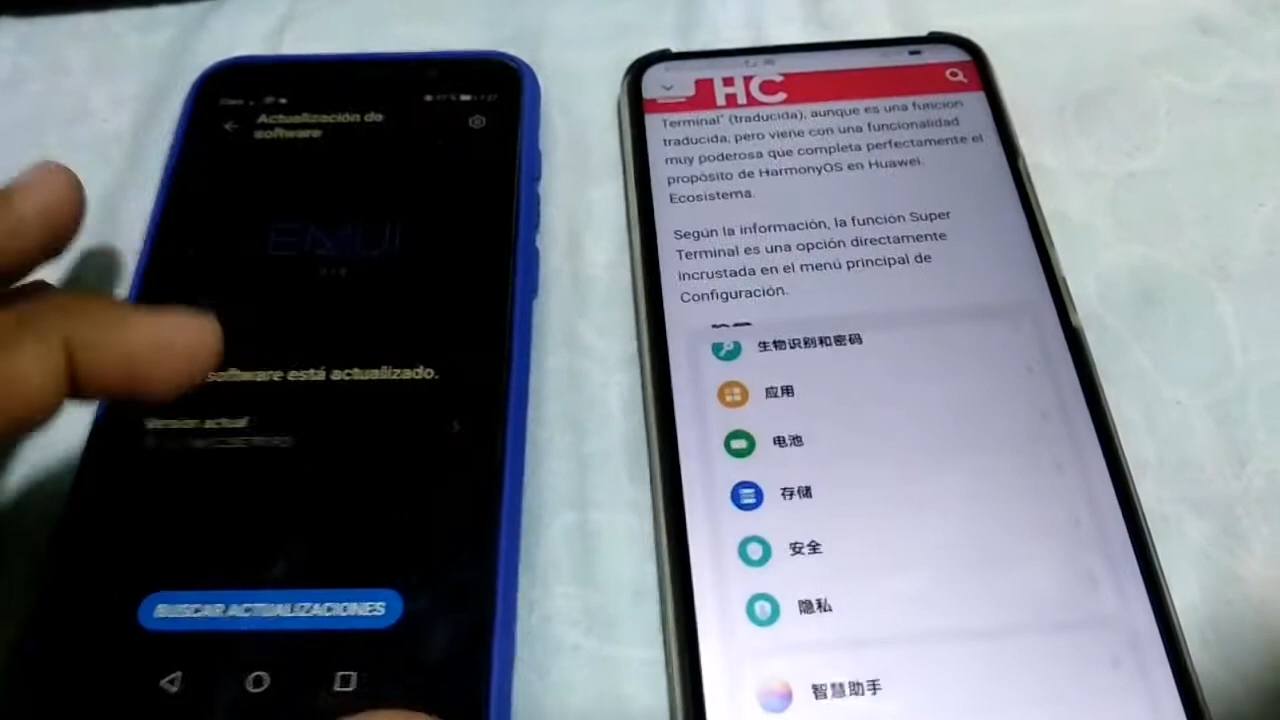 Actualización de
software
EMUI
software está actualizado.
Versión actual
BUSCAR ACTUALIZACIONES
HC
Terminal" (traducida), aunque es una función
traducida, pero viene con una funcionalidad
muy poderosa que completa perfectamente el
propósito de HarmonyOS en Huawei.
Ecosistema.
Según la información, la función Super
Terminal es una opción directamente
incrustada en el menú principal de
Configuración.
生物识别和密码
应用
电池
存储
安全
隐私
智慧助手